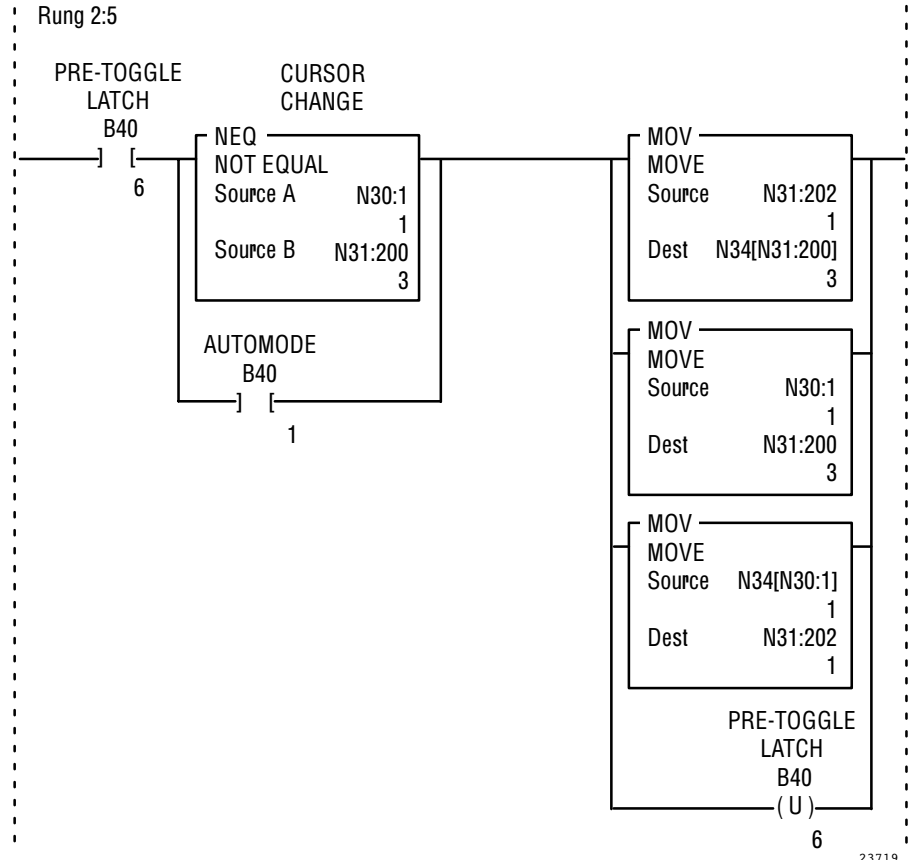 Rung 2:5
PRE-TOGGLE
LATCH
B40
] [
6
CURSOR
CHANGE
NEQ
NOT EQUAL
Source A N30:1
1
Source B N31:200
3
AUTOMODE
B40
] [
1
MOV
MOVE
Source N31:202
1
Dest N34[N31:200]
3
MOV
MOVE
Source N30:1
1
Dest N31:200
3
MOV
MOVE
Source N34[N30:1]
1
Dest N31:202
1
PRE-TOGGLE
LATCH
B40
( U )
6
23719